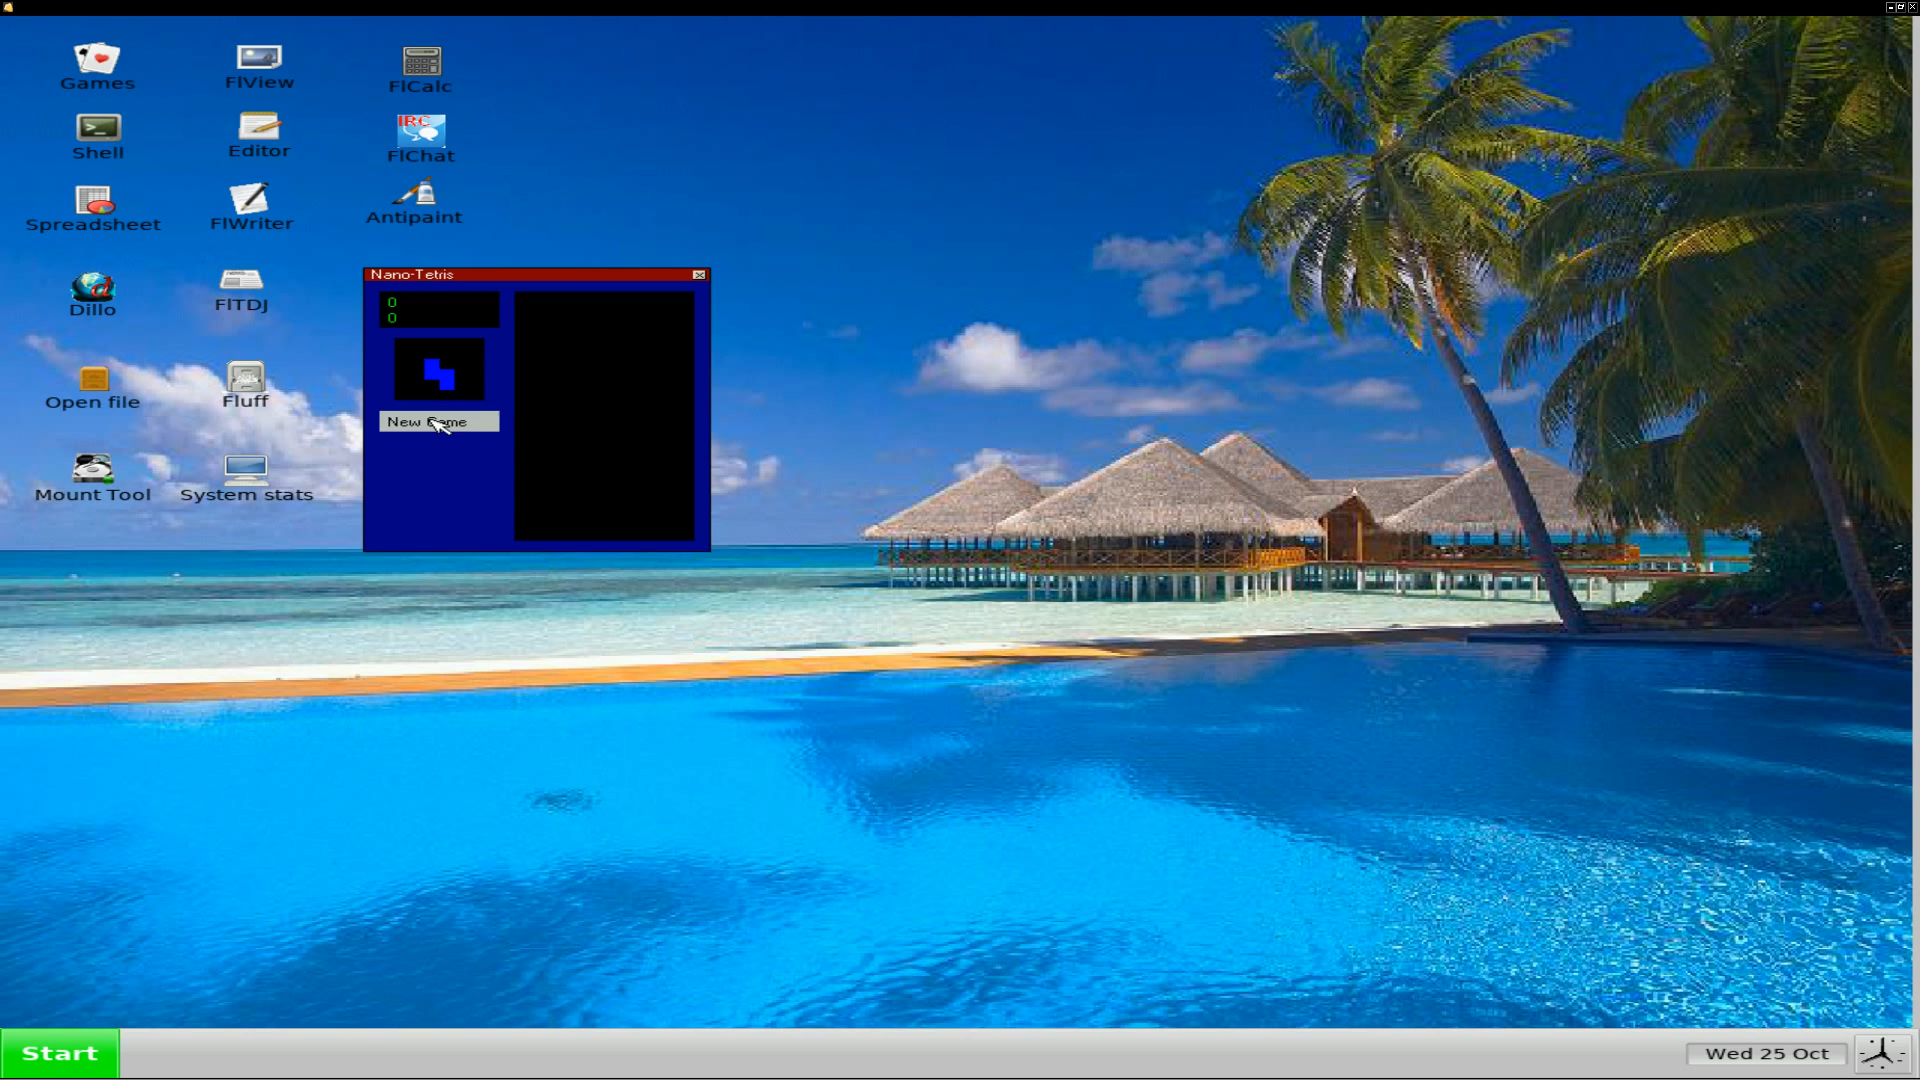 Games
FlView
FlCalc
Shell
Editor
IRC
FlChat
Spreadsheet
FlWriter
Antipaint
Dillo
FlTDJ
Open file
Fluff
Mount Tool
System stats
Nano-Tetris
0
0
New Game
Start
Wed 25 Oct